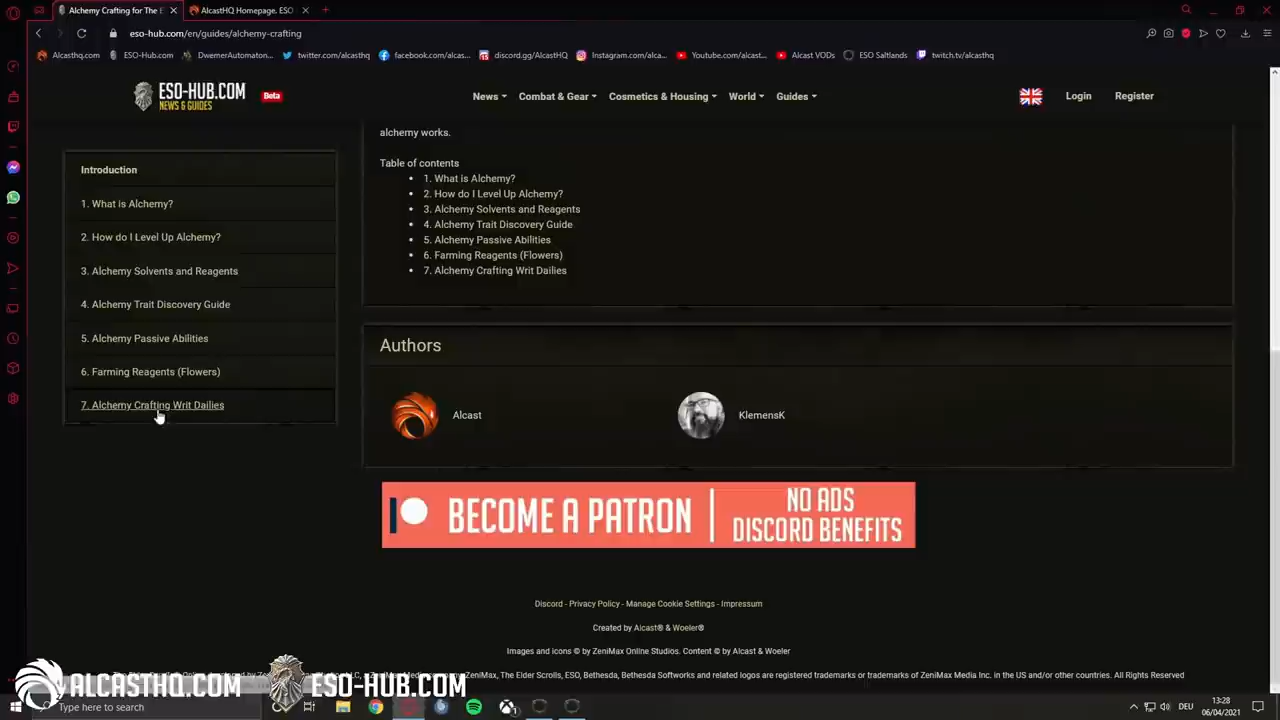 Alchemy Crafting for The E
AlcastHQ Homepage. ESO
eso-hub.com/en/guides/alchemy-crafting
Alcasthq.com
ESO-Hub.com
DwemerAutomaton...
twitter.com/alcasthq
facebook.com/alcas...
discord.gg/AlcastHQ
Instagram.com/alca...
Youtube.com/alcast...
Alcast VODs
ESO Saltlands
twitch.tv/alcasthq
ESO-HUB.COM
NEWS & GUIDES
Beta
News
Combat & Gear
Cosmetics & Housing
World
Guides
Login
Register
Introduction
1. What is Alchemy?
2. How do I Level Up Alchemy?
3. Alchemy Solvents and Reagents
4. Alchemy Trait Discovery Guide
5. Alchemy Passive Abilities
6. Farming Reagents (Flowers)
7. Alchemy Crafting Writ Dailies
alchemy works.
Table of contents
• 1. What is Alchemy?
• 2. How do I Level Up Alchemy?
• 3. Alchemy Solvents and Reagents
• 4. Alchemy Trait Discovery Guide
• 5. Alchemy Passive Abilities
• 6. Farming Reagents (Flowers)
• 7. Alchemy Crafting Writ Dailies
Authors
Alcast
KlemensK
BECOME A PATRON
NO ADS
DISCORD BENEFITS
Discord - Privacy Policy - Manage Cookie Settings - Impressum
Created by Alcast® & Woeler®
Images and icons © by ZeniMax Online Studios. Content © by Alcast & Woeler
ZeniMax, The Elder Scrolls, ESO, Bethesda, Bethesda Softworks and related logos are registered trademarks or trademarks of ZeniMax Media Inc. in the US and/or other countries. All Rights Reserved
ALCASTHQ.COM
ESO-HUB.COM
Type here to search
DEU
13:28
06/04/2021